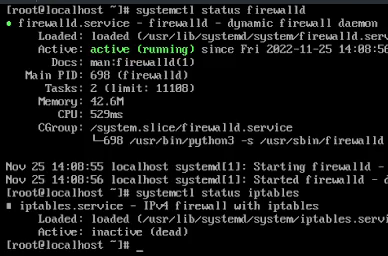 [root@localhost ~]# systemctl status firewalld
● firewalld.service - firewalld - dynamic firewall daemon
Loaded: loaded (/usr/lib/systemd/system/firewalld.serv
Active: active (running) since Fri 2022-11-25 14:08:56
Docs: man:firewalld(1)
Main PID: 698 (firewalld)
Tasks: 2 (limit: 11108)
Memory: 42.6M
CPU: 529ms
CGroup: /system.slice/firewalld.service
└─698 /usr/bin/python3 -s /usr/sbin/firewalld
Nov 25 14:08:55 localhost systemd[1]: Starting firewalld -
Nov 25 14:08:56 localhost systemd[1]: Started firewalld - d
[root@localhost ~]# systemctl status iptables
■ iptables.service - IPv4 firewall with iptables
Loaded: loaded (/usr/lib/systemd/system/iptables.servi
Active: inactive (dead)
[root@localhost ~]# _